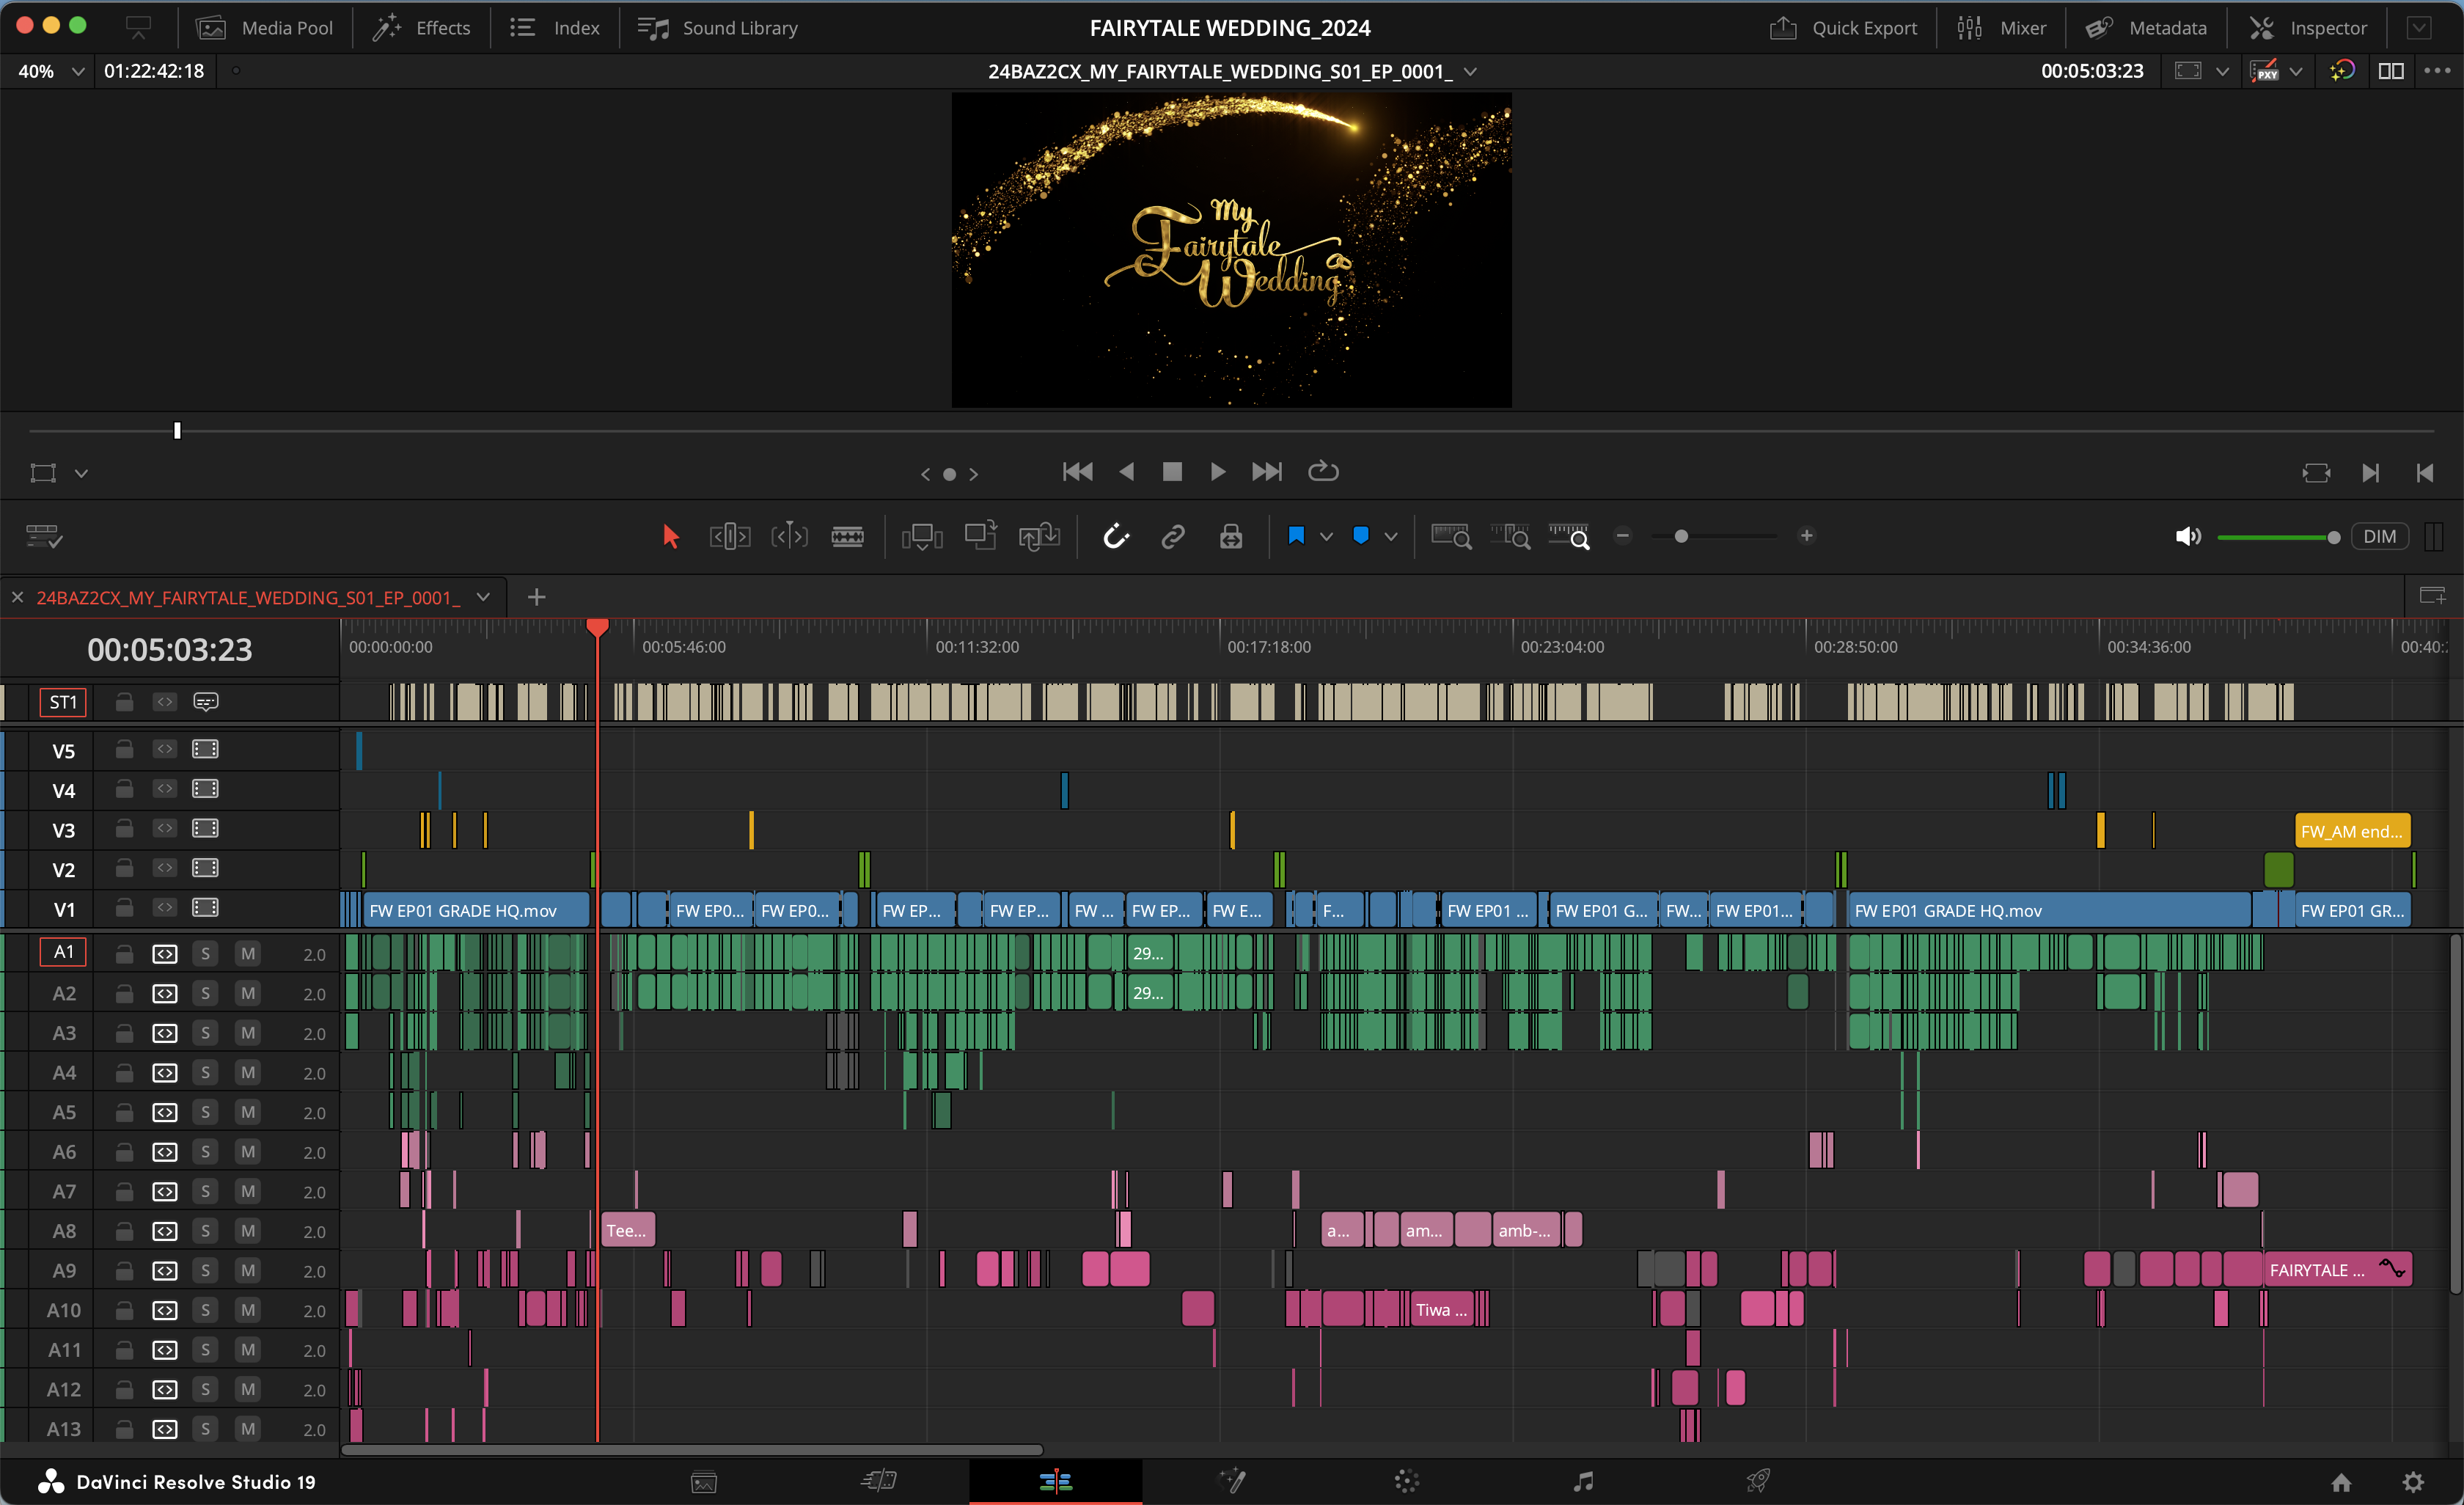 Media Pool Effects Index Sound Library FAIRYTALE WEDDING_2024 Quick Export Mixer Metadata Inspector
40% 01:22:42:18 24BAZ2CX_MY_FAIRYTALE_WEDDING_S01_EP_0001_ 00:05:03:23 PXY
My
Fairytale
Wedding
DIM
24BAZ2CX_MY_FAIRYTALE_WEDDING_S01_EP_0001_
00:05:03:23 00:00:00:00 00:05:46:00 00:11:32:00 00:17:18:00 00:23:04:00 00:28:50:00 00:34:36:00 00:40:
ST1
V5
V4
V3 FW_AM end...
V2
V1 FW EP01 GRADE HQ.mov FW EP0... FW EP0... FW EP... FW EP... FW ... FW EP... FW E... F... FW EP01 ... FW EP01 G... FW... FW EP01... FW EP01 GRADE HQ.mov FW EP01 GR...
A1 S M 2.0 29...
A2 S M 2.0 29...
A3 S M 2.0
A4 S M 2.0
A5 S M 2.0
A6 S M 2.0
A7 S M 2.0
A8 S M 2.0 Tee... a... am... amb-...
A9 S M 2.0 FAIRYTALE ...
A10 S M 2.0 Tiwa ...
A11 S M 2.0
A12 S M 2.0
A13 S M 2.0
DaVinci Resolve Studio 19